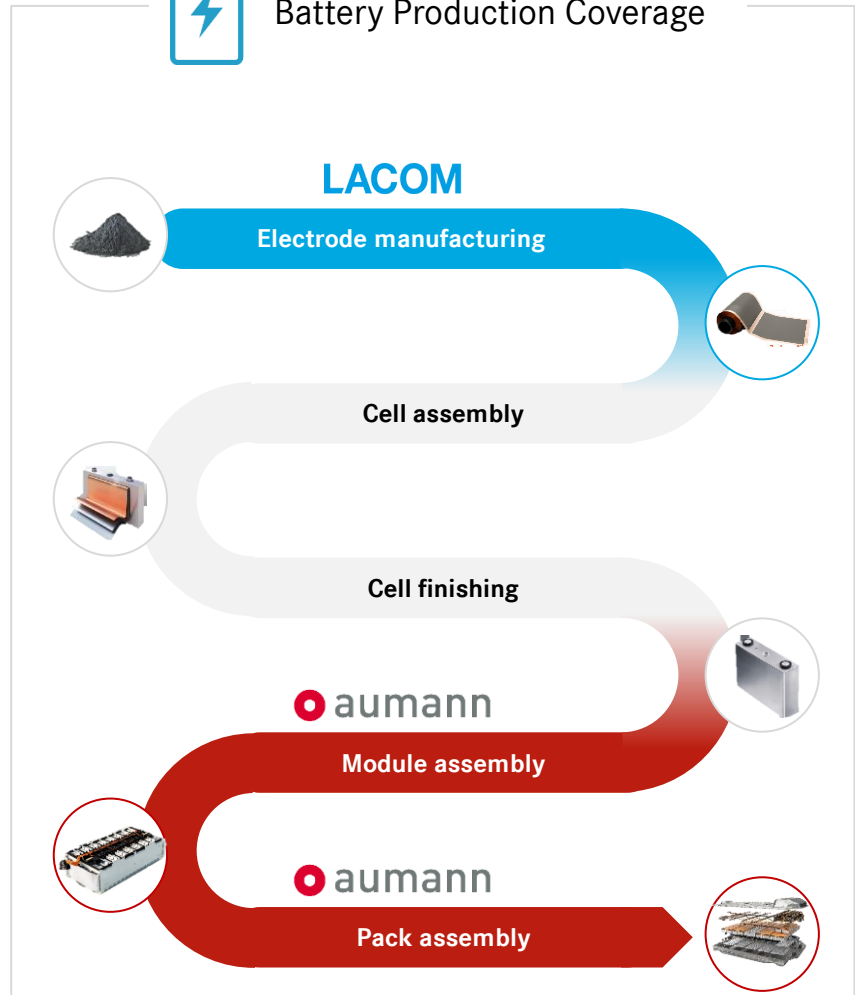 Battery Production Coverage
LACOM
Electrode manufacturing
Cell assembly
Cell finishing
aumann
Module assembly
aumann
Pack assembly